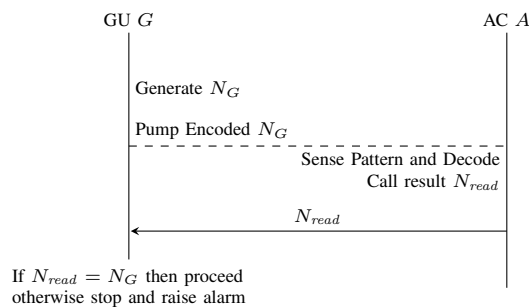 GU G
AC A
Generate N_G
Pump Encoded N_G
Sense Pattern and Decode
Call result N_read
N_read
If N_read = N_G then proceed
otherwise stop and raise alarm